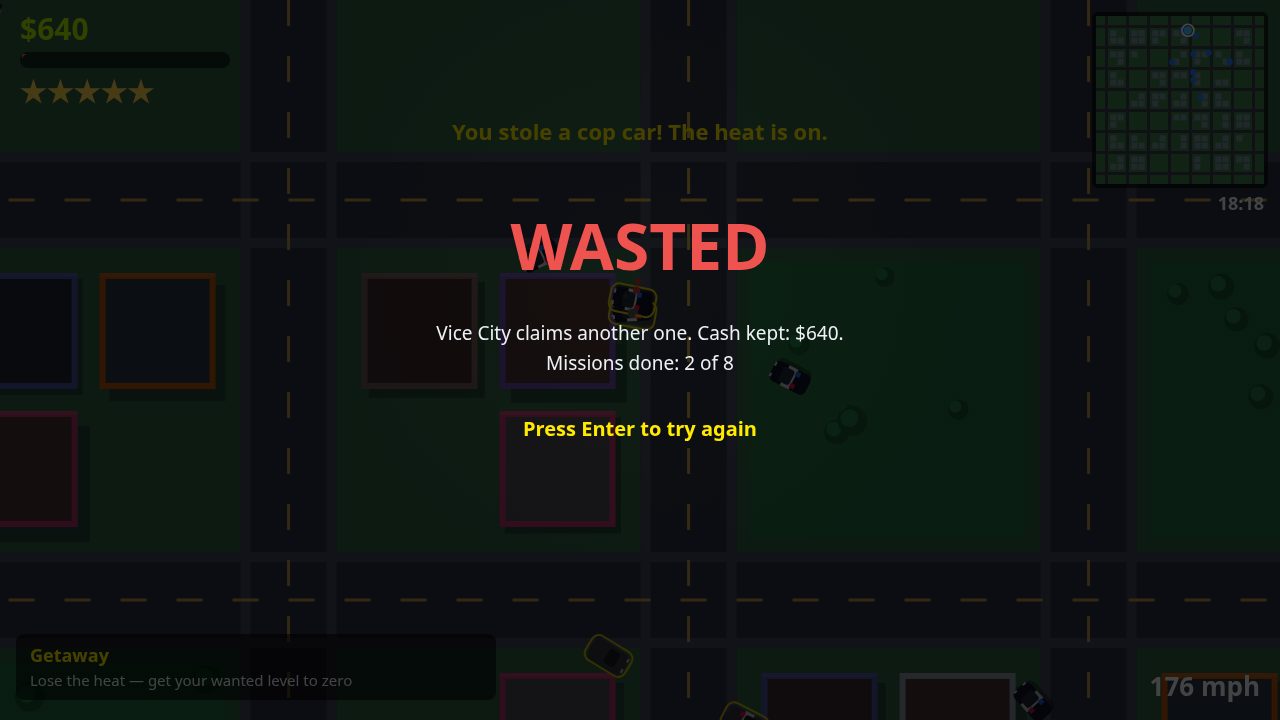 $640
★★★★★
You stole a cop car! The heat is on.
18:18
WASTED
Vice City claims another one. Cash kept: $640.
Missions done: 2 of 8
Press Enter to try again
Getaway
Lose the heat — get your wanted level to zero
176 mph